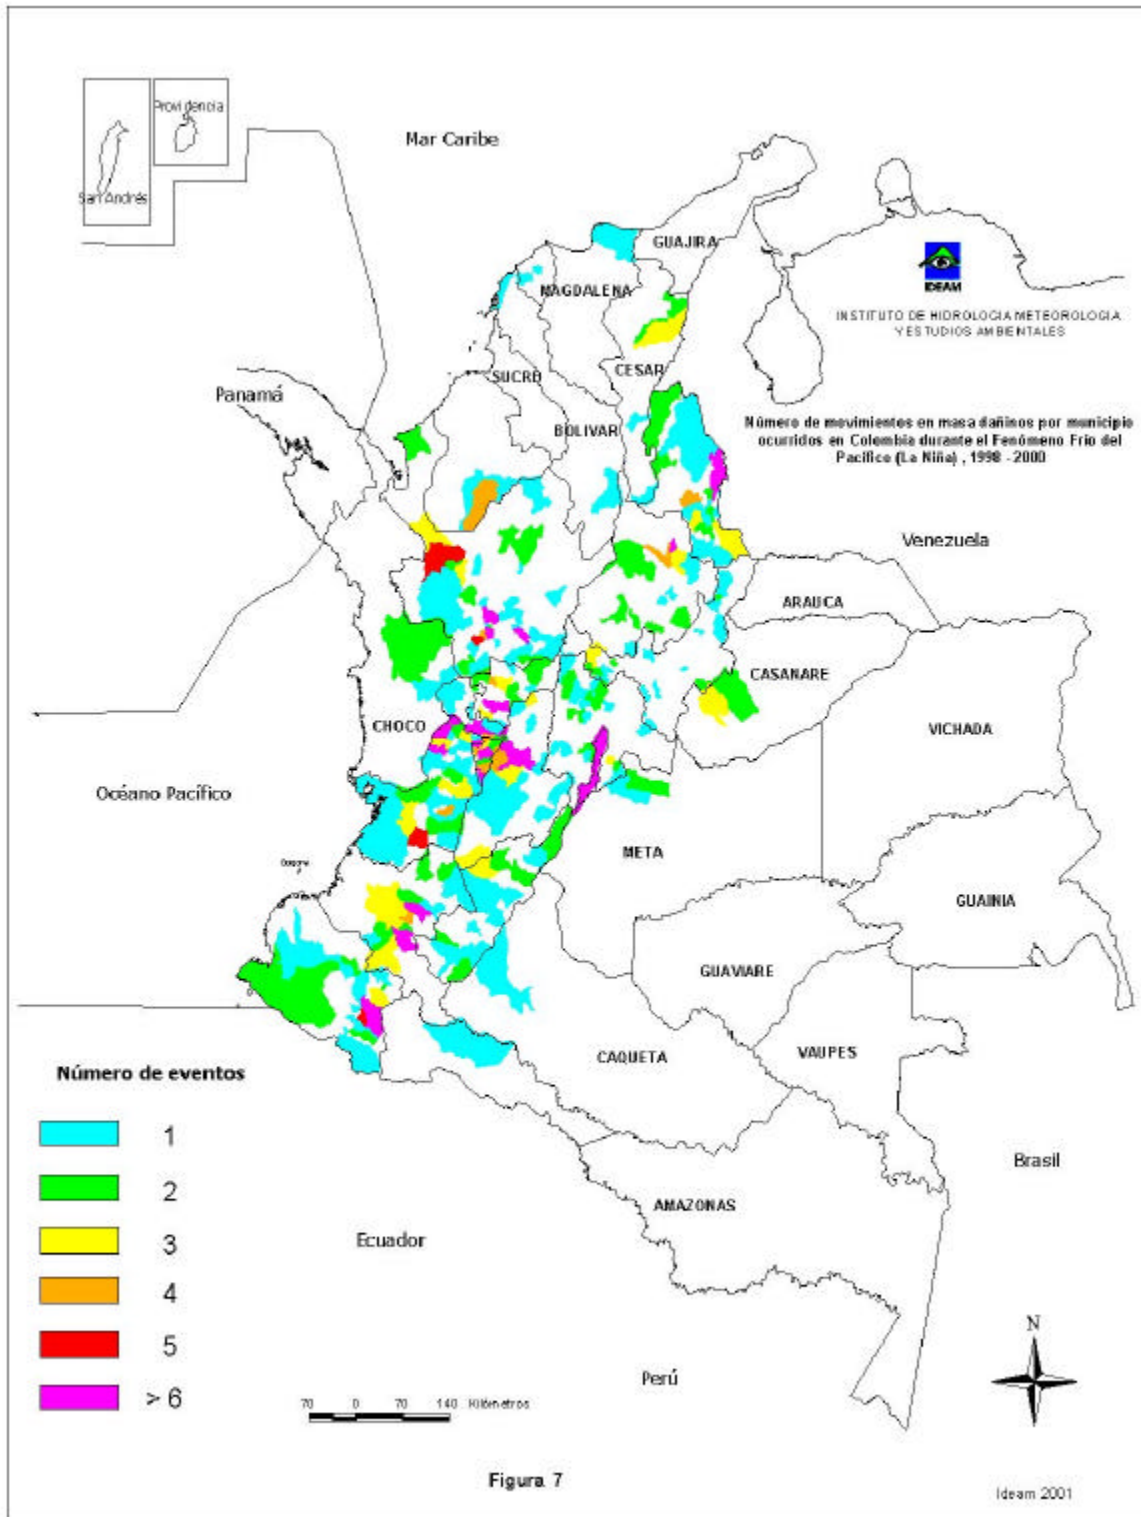 Providencia
San Andrés
Mar Caribe
GUAJIRA
MAGDALENA
IDEAM
INSTITUTO DE HIDROLOGIA METEOROLOGIA
Y ESTUDIOS AMBIENTALES
CESAR
SUCRE
Panamá
BOLIVAR
Número de movimientos en masa dañinos por municipio
ocurridos en Colombia durante el Fenómeno Frio del
Pacífico (La Niña) , 1998 - 2000
Venezuela
ARAUCA
CASANARE
CHOCO
VICHADA
Océano Pacífico
META
GUAINIA
GUAVIARE
CAQUETA
VAUPES
Número de eventos
1
2
3
4
5
> 6
Brasil
AMAZONAS
Ecuador
Perú
N
70 0 70 140 Kilómetros
Figura 7
Ideam 2001